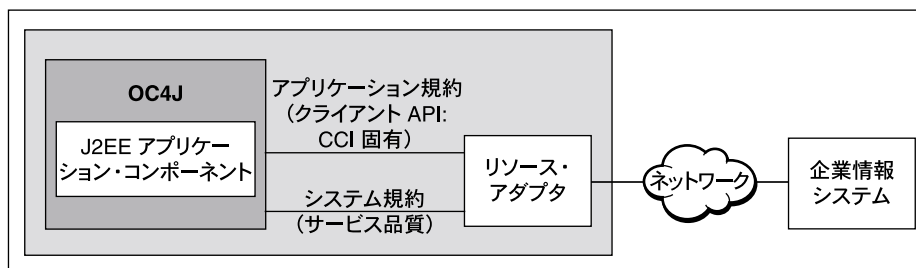 OC4J
J2EE アプリケー
ション・コンポーネント
アプリケーション規約
(クライアント API:
CCI 固有)
システム規約
(サービス品質)
リソース・
アダプタ
ネットワーク
企業情報
システム